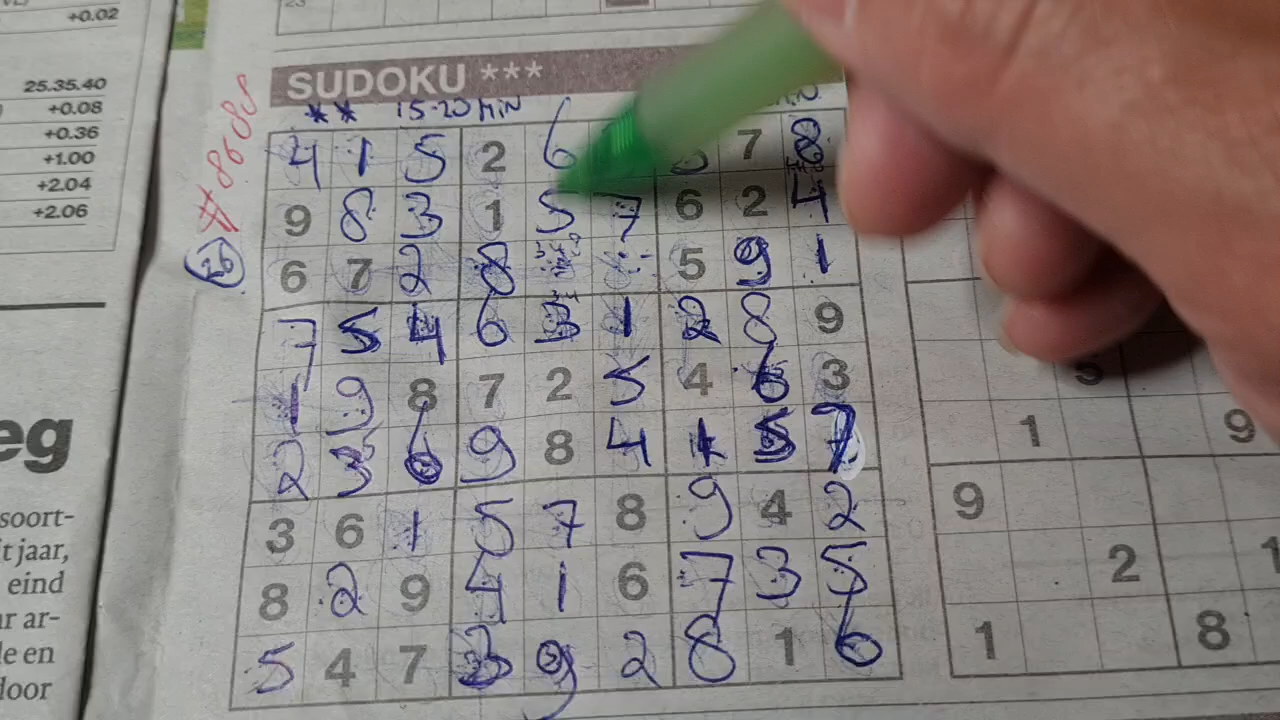 +0.02
25.35.40
+0.08
+0.36
+1.00
+2.04
+2.06
eg
soort-
t jaar,
eind
ar ar-
le en
door
SUDOKU ***
** 15-20 MIN
#8680
4 1 5 2 6 7 8
9 8 3 1 5 7 6 2 4
6 7 2 8 5 9 1
7 5 4 6 3 1 2 8 9
1 9 8 7 2 5 4 6 3
2 3 6 9 8 4 1 5 7
3 6 1 5 7 8 9 4 2
8 2 9 4 1 6 7 3 5
5 4 7 3 9 2 8 1 6
1 9
9
2 1
1 8